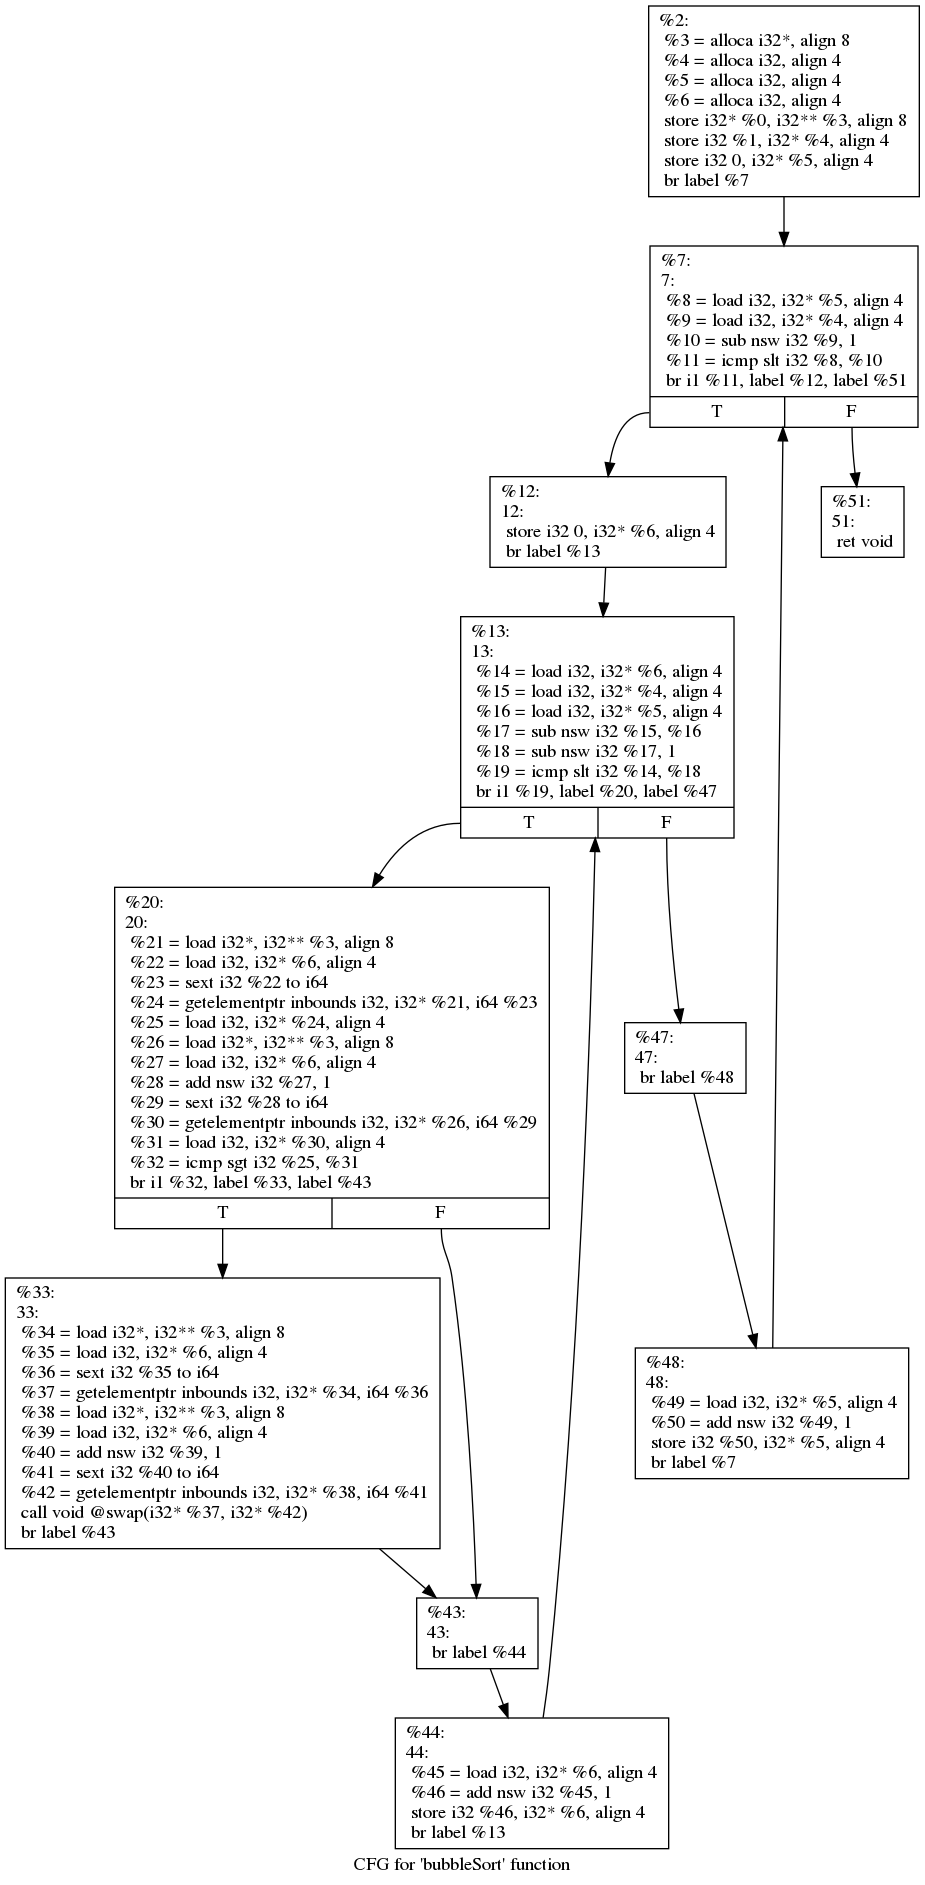 %2:
%3 = alloca i32*, align 8
%4 = alloca i32, align 4
%5 = alloca i32, align 4
%6 = alloca i32, align 4
store i32* %0, i32** %3, align 8
store i32 %1, i32* %4, align 4
store i32 0, i32* %5, align 4
br label %7
%7:
7:
%8 = load i32, i32* %5, align 4
%9 = load i32, i32* %4, align 4
%10 = sub nsw i32 %9, 1
%11 = icmp slt i32 %8, %10
br i1 %11, label %12, label %51
T F
%12:
12:
store i32 0, i32* %6, align 4
br label %13
%51:
51:
ret void
%13:
13:
%14 = load i32, i32* %6, align 4
%15 = load i32, i32* %4, align 4
%16 = load i32, i32* %5, align 4
%17 = sub nsw i32 %15, %16
%18 = sub nsw i32 %17, 1
%19 = icmp slt i32 %14, %18
br i1 %19, label %20, label %47
T F
%20:
20:
%21 = load i32*, i32** %3, align 8
%22 = load i32, i32* %6, align 4
%23 = sext i32 %22 to i64
%24 = getelementptr inbounds i32, i32* %21, i64 %23
%25 = load i32, i32* %24, align 4
%26 = load i32*, i32** %3, align 8
%27 = load i32, i32* %6, align 4
%28 = add nsw i32 %27, 1
%29 = sext i32 %28 to i64
%30 = getelementptr inbounds i32, i32* %26, i64 %29
%31 = load i32, i32* %30, align 4
%32 = icmp sgt i32 %25, %31
br i1 %32, label %33, label %43
T F
%47:
47:
br label %48
%33:
33:
%34 = load i32*, i32** %3, align 8
%35 = load i32, i32* %6, align 4
%36 = sext i32 %35 to i64
%37 = getelementptr inbounds i32, i32* %34, i64 %36
%38 = load i32*, i32** %3, align 8
%39 = load i32, i32* %6, align 4
%40 = add nsw i32 %39, 1
%41 = sext i32 %40 to i64
%42 = getelementptr inbounds i32, i32* %38, i64 %41
call void @swap(i32* %37, i32* %42)
br label %43
%48:
48:
%49 = load i32, i32* %5, align 4
%50 = add nsw i32 %49, 1
store i32 %50, i32* %5, align 4
br label %7
%43:
43:
br label %44
%44:
44:
%45 = load i32, i32* %6, align 4
%46 = add nsw i32 %45, 1
store i32 %46, i32* %6, align 4
br label %13
CFG for 'bubbleSort' function